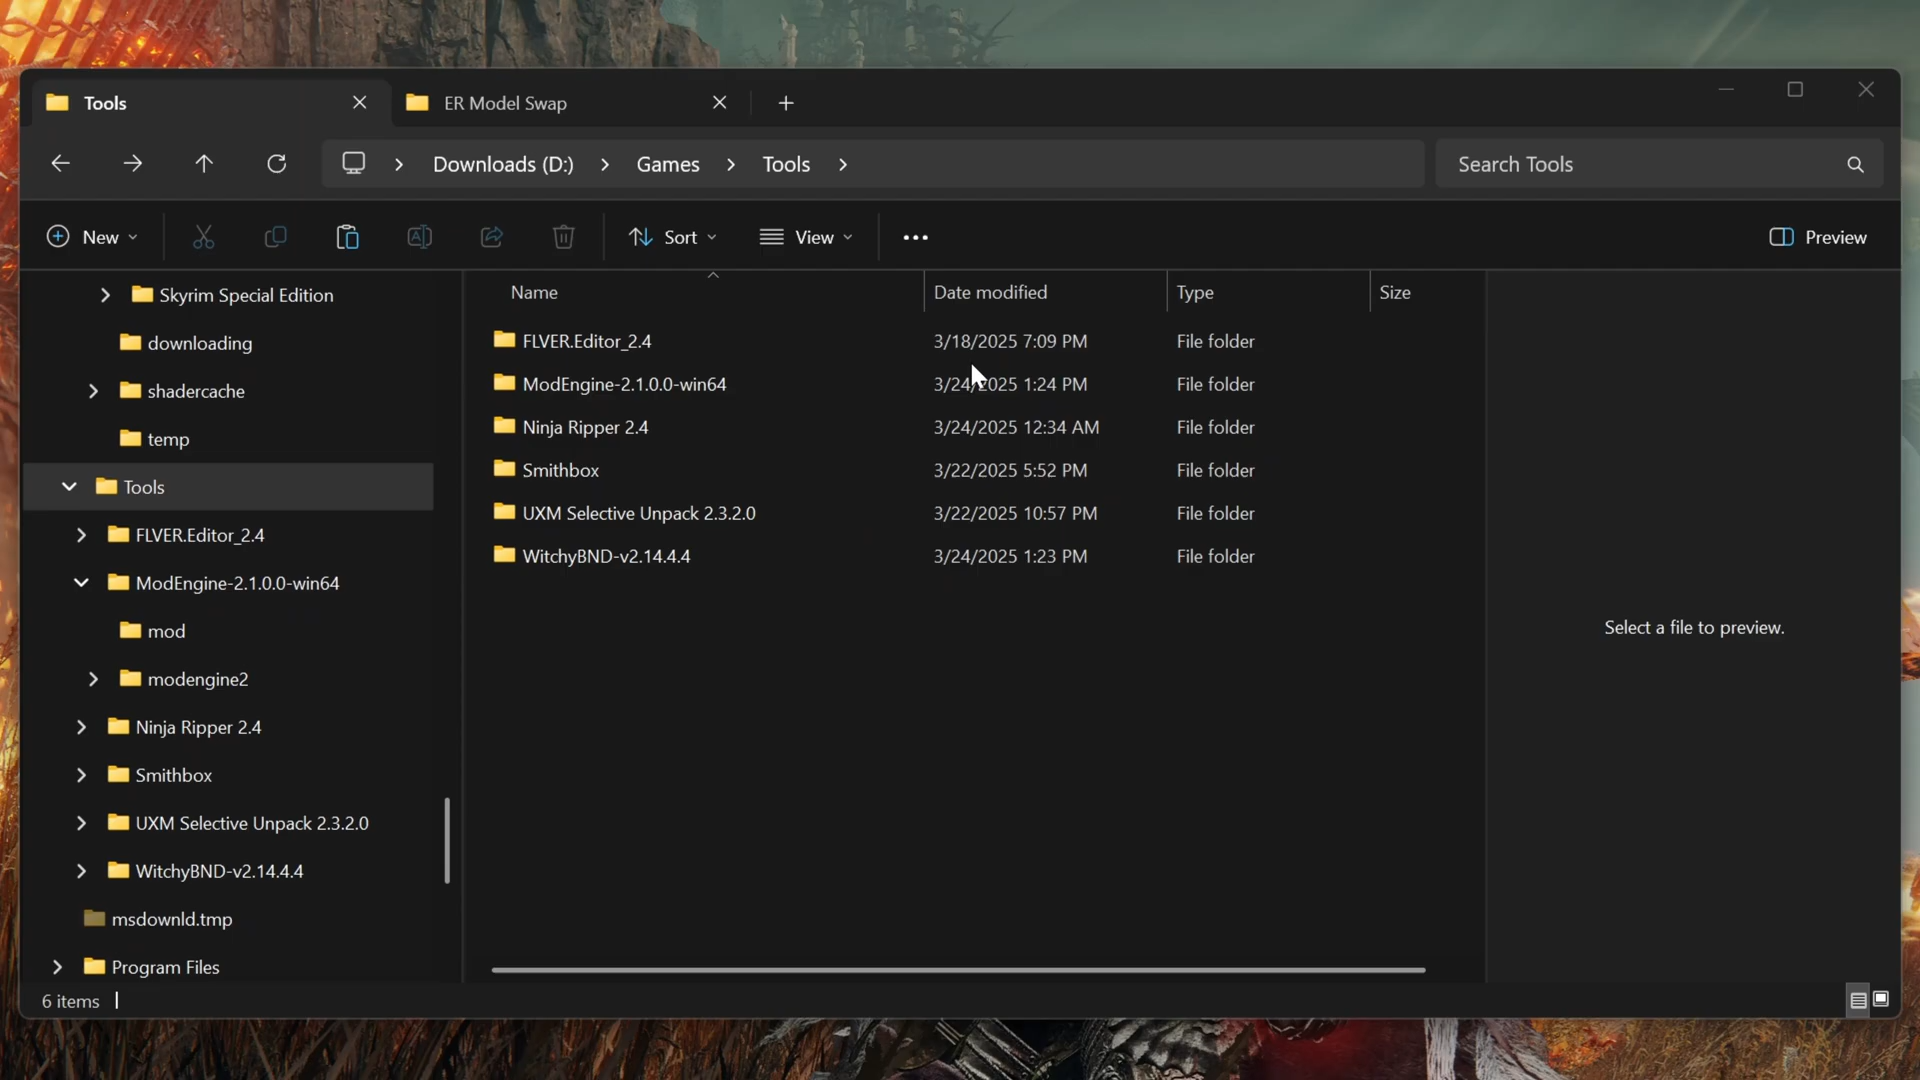 Tools
ER Model Swap
Downloads (D:)
Games
Tools
Search Tools
New
Sort
View
Preview
Skyrim Special Edition
downloading
shadercache
temp
Tools
FLVER.Editor_2.4
ModEngine-2.1.0.0-win64
mod
modengine2
Ninja Ripper 2.4
Smithbox
UXM Selective Unpack 2.3.2.0
WitchyBND-v2.14.4.4
msdownld.tmp
Program Files
Name Date modified Type Size
FLVER.Editor_2.4 3/18/2025 7:09 PM File folder
ModEngine-2.1.0.0-win64 3/24/2025 1:24 PM File folder
Ninja Ripper 2.4 3/24/2025 12:34 AM File folder
Smithbox 3/22/2025 5:52 PM File folder
UXM Selective Unpack 2.3.2.0 3/22/2025 10:57 PM File folder
WitchyBND-v2.14.4.4 3/24/2025 1:23 PM File folder
Select a file to preview.
6 items